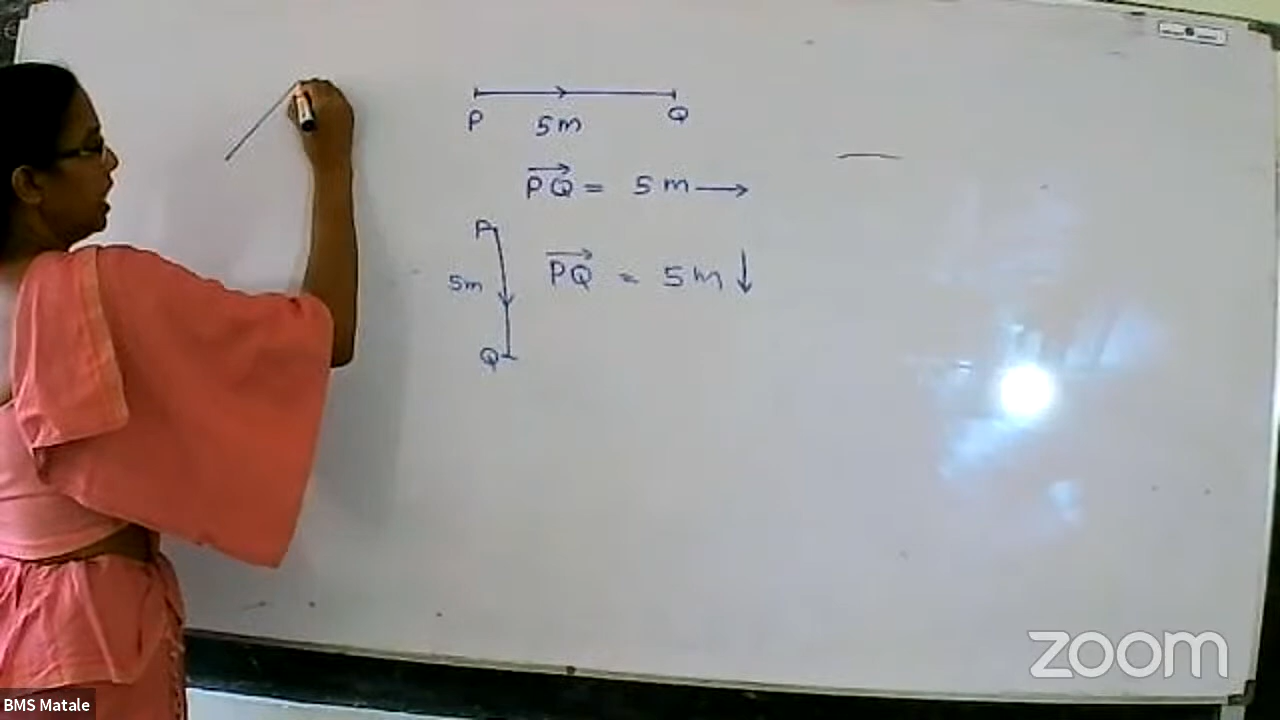 P 5m Q
PQ = 5m →
P
5m PQ = 5m ↓
Q
zoom
BMS Matale